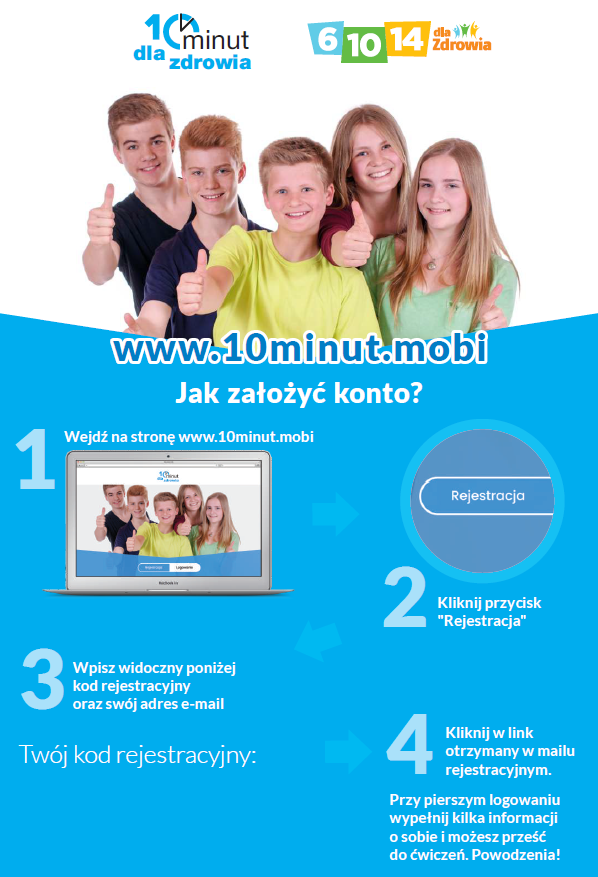 10 minut
dla zdrowia
6 10 14 dla
Zdrowia
www.10minut.mobi
Jak założyć konto?
1 Wejdź na stronę www.10minut.mobi
10 minut
dla zdrowia
Rejestracja Logowanie
MacBook Air
Rejestracja
2 Kliknij przycisk
"Rejestracja"
3 Wpisz widoczny poniżej
kod rejestracyjny
oraz swój adres e-mail
Twój kod rejestracyjny:
4 Kliknij w link
otrzymany w mailu
rejestracyjnym.
Przy pierwszym logowaniu
wypełnij kilka informacji
o sobie i możesz prześć
do ćwiczeń. Powodzenia!